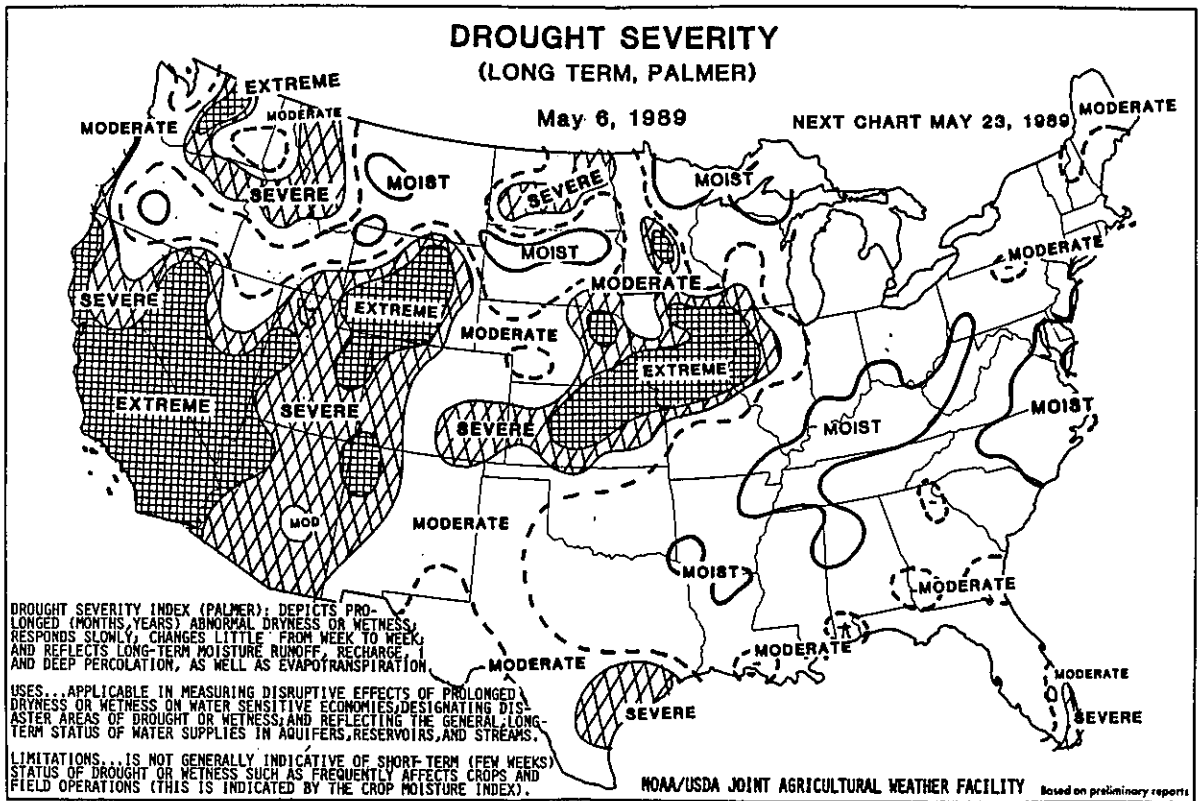 DROUGHT SEVERITY
(LONG TERM, PALMER)
May 6, 1989
NEXT CHART MAY 23, 1989
EXTREME
MODERATE
MODERATE
MODERATE
SEVERE
MOIST
SEVERE
MOIST
MOIST
MODERATE
MODERATE
SEVERE
EXTREME
MODERATE
EXTREME
EXTREME
SEVERE
SEVERE
MOIST
MOIST
MOD
MODERATE
MOIST
MODERATE
MODERATE
MODERATE
MODERATE
SEVERE
SEVERE
DROUGHT SEVERITY INDEX (PALMER): DEPICTS PRO-
LONGED (MONTHS,YEARS) ABNORMAL DRYNESS OR WETNESS;
RESPONDS SLOWLY; CHANGES LITTLE FROM WEEK TO WEEK;
AND REFLECTS LONG-TERM MOISTURE RUNOFF, RECHARGE,
AND DEEP PERCOLATION, AS WELL AS EVAPOTRANSPIRATION.
USES...APPLICABLE IN MEASURING DISRUPTIVE EFFECTS OF PROLONGED
DRYNESS OR WETNESS ON WATER SENSITIVE ECONOMIES;DESIGNATING DIS-
ASTER AREAS OF DROUGHT OR WETNESS;AND REFLECTING THE GENERAL,LONG-
TERM STATUS OF WATER SUPPLIES IN AQUIFERS,RESERVOIRS,AND STREAMS.
LIMITATIONS...IS NOT GENERALLY INDICATIVE OF SHORT-TERM (FEW WEEKS)
STATUS OF DROUGHT OR WETNESS SUCH AS FREQUENTLY AFFECTS CROPS AND
FIELD OPERATIONS (THIS IS INDICATED BY THE CROP MOISTURE INDEX).
NOAA/USDA JOINT AGRICULTURAL WEATHER FACILITY
Based on preliminary reports